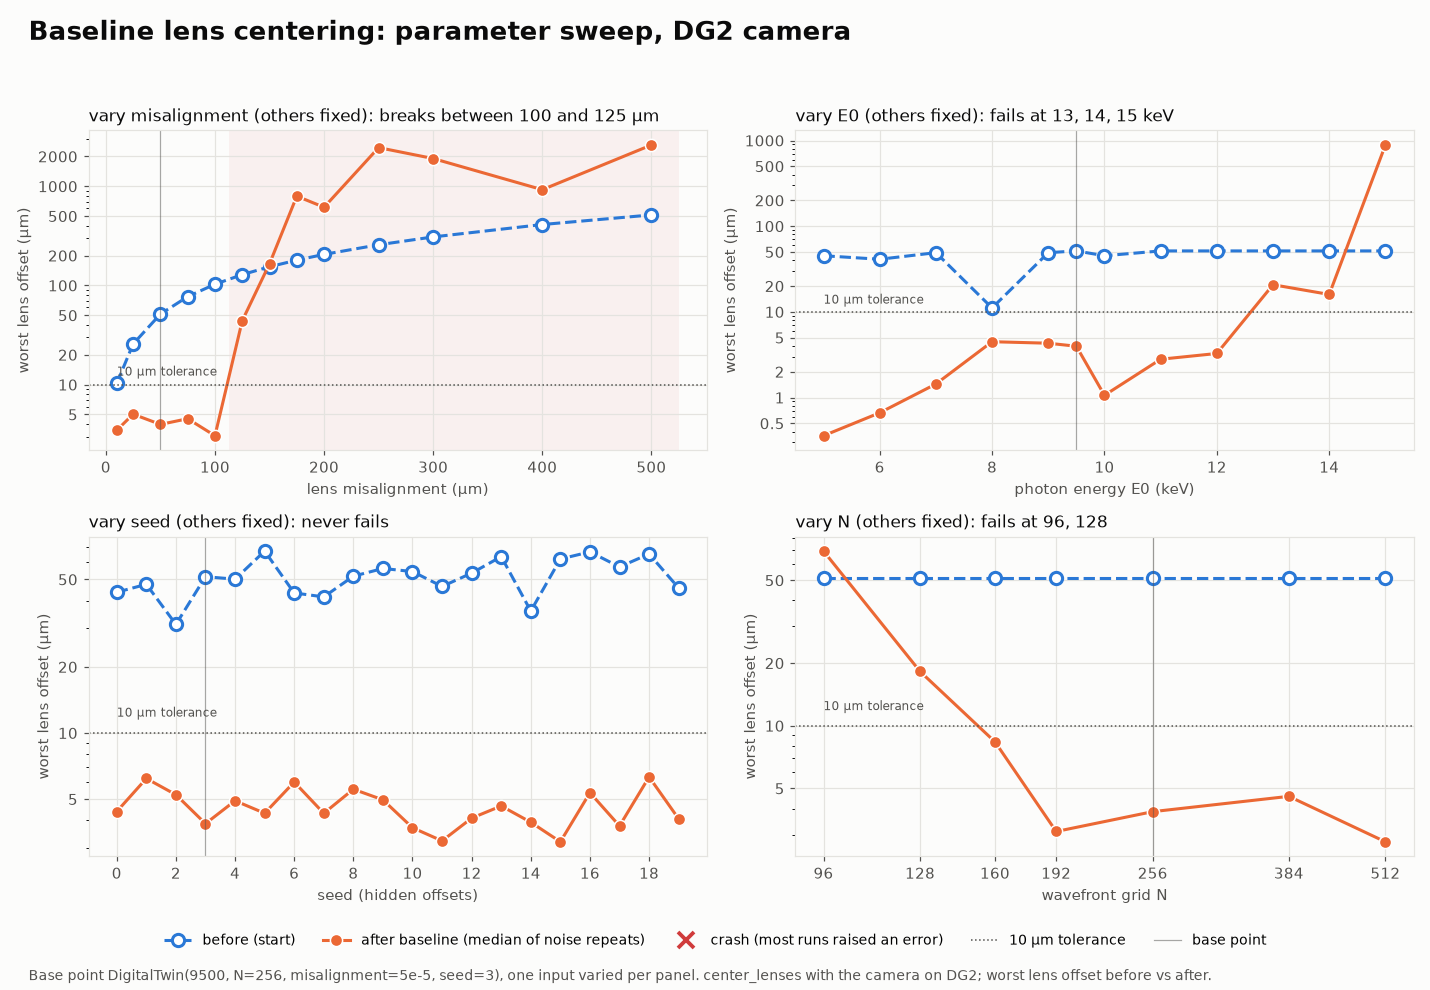 Baseline lens centering: parameter sweep, DG2 camera
vary misalignment (others fixed): breaks between 100 and 125 µm
worst lens offset (µm)
2000
1000
500
200
100
50
20
10
5
10 µm tolerance
0
100
200
300
400
500
lens misalignment (µm)
vary E0 (others fixed): fails at 13, 14, 15 keV
worst lens offset (µm)
1000
500
200
100
50
20
10
5
2
1
0.5
10 µm tolerance
6
8
10
12
14
photon energy E0 (keV)
vary seed (others fixed): never fails
worst lens offset (µm)
50
20
10
5
10 µm tolerance
0
2
4
6
8
10
12
14
16
18
seed (hidden offsets)
vary N (others fixed): fails at 96, 128
worst lens offset (µm)
50
20
10
5
10 µm tolerance
96
128
160
192
256
384
512
wavefront grid N
before (start)
after baseline (median of noise repeats)
crash (most runs raised an error)
10 µm tolerance
base point
Base point DigitalTwin(9500, N=256, misalignment=5e-5, seed=3), one input varied per panel. center_lenses with the camera on DG2; worst lens offset before vs after.